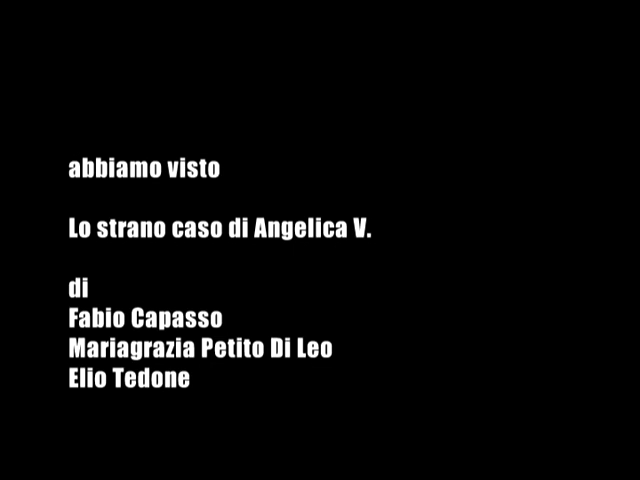 abbiamo visto
Lo strano caso di Angelica V.
di
Fabio Capasso
Mariagrazia Petito Di Leo
Elio Tedone